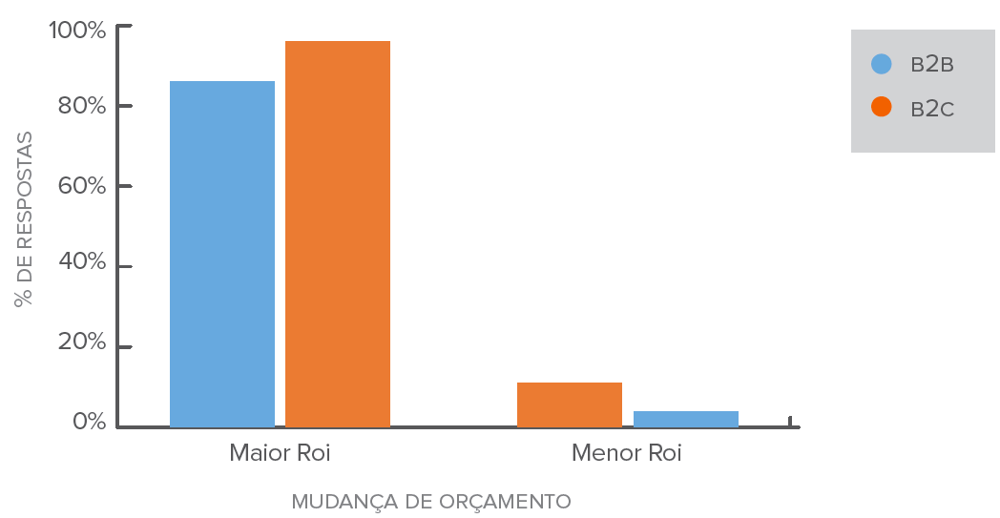 100%
80%
60%
40%
20%
0%
% DE RESPOSTAS
Maior Roi
Menor Roi
MUDANÇA DE ORÇAMENTO
B2B
B2C